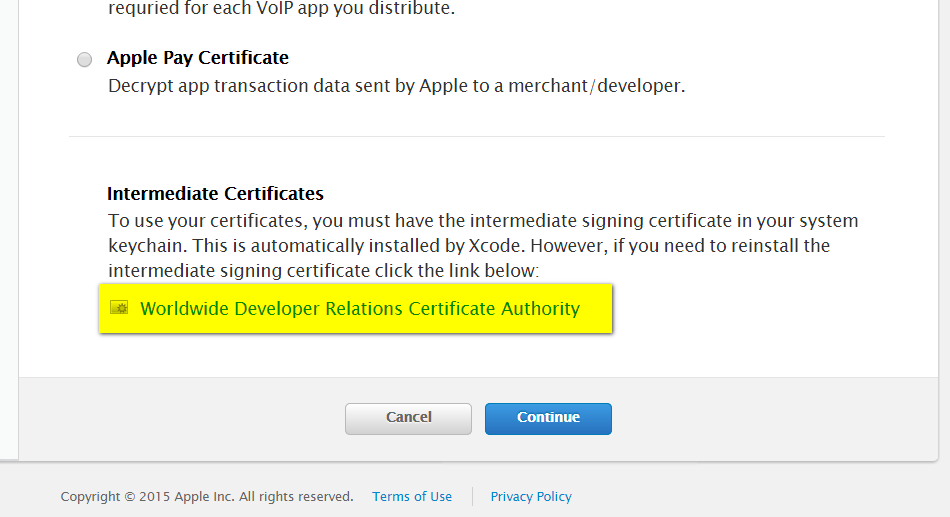 requried for each VoIP app you distribute.
Apple Pay Certificate
Decrypt app transaction data sent by Apple to a merchant/developer.
Intermediate Certificates
To use your certificates, you must have the intermediate signing certificate in your system
keychain. This is automatically installed by Xcode. However, if you need to reinstall the
intermediate signing certificate click the link below:
Worldwide Developer Relations Certificate Authority
Cancel
Continue
Copyright © 2015 Apple Inc. All rights reserved. Terms of Use Privacy Policy